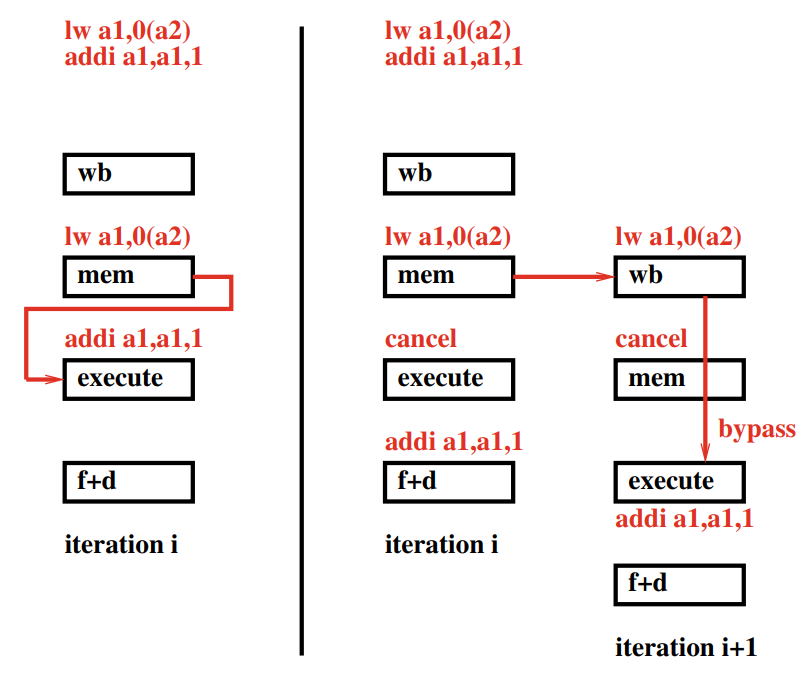 lw a1,0(a2)
addi a1,a1,1
wb
lw a1,0(a2)
mem
addi a1,a1,1
execute
f+d
iteration i
lw a1,0(a2)
addi a1,a1,1
wb
lw a1,0(a2)
mem
cancel
execute
addi a1,a1,1
f+d
iteration i
lw a1,0(a2)
wb
cancel
mem
bypass
execute
addi a1,a1,1
f+d
iteration i+1